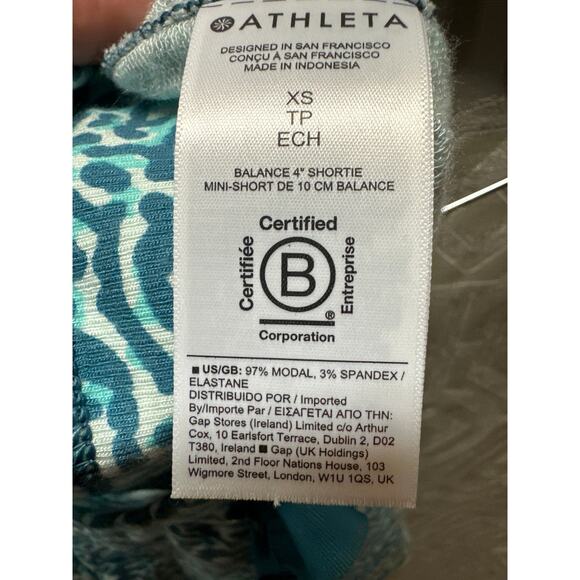 ATHLETA
DESIGNED IN SAN FRANCISCO
CONÇU À SAN FRANCISCO
MADE IN INDONESIA
XS
TP
ECH
BALANCE 4" SHORTIE
MINI-SHORT DE 10 CM BALANCE
Certified
Certifiée
B
Entreprise
®
Corporation
■ US/GB: 97% MODAL, 3% SPANDEX /
ELASTANE
DISTRIBUIDO POR / Imported
By/Importe Par / ΕΙΣΑΓΕΤΑΙ ΑΠΟ ΤΗΝ:
Gap Stores (Ireland) Limited c/o Arthur
Cox, 10 Earlsfort Terrace, Dublin 2, D02
T380, Ireland ■ Gap (UK Holdings)
Limited, 2nd Floor Nations House, 103
Wigmore Street, London, W1U 1QS, UK